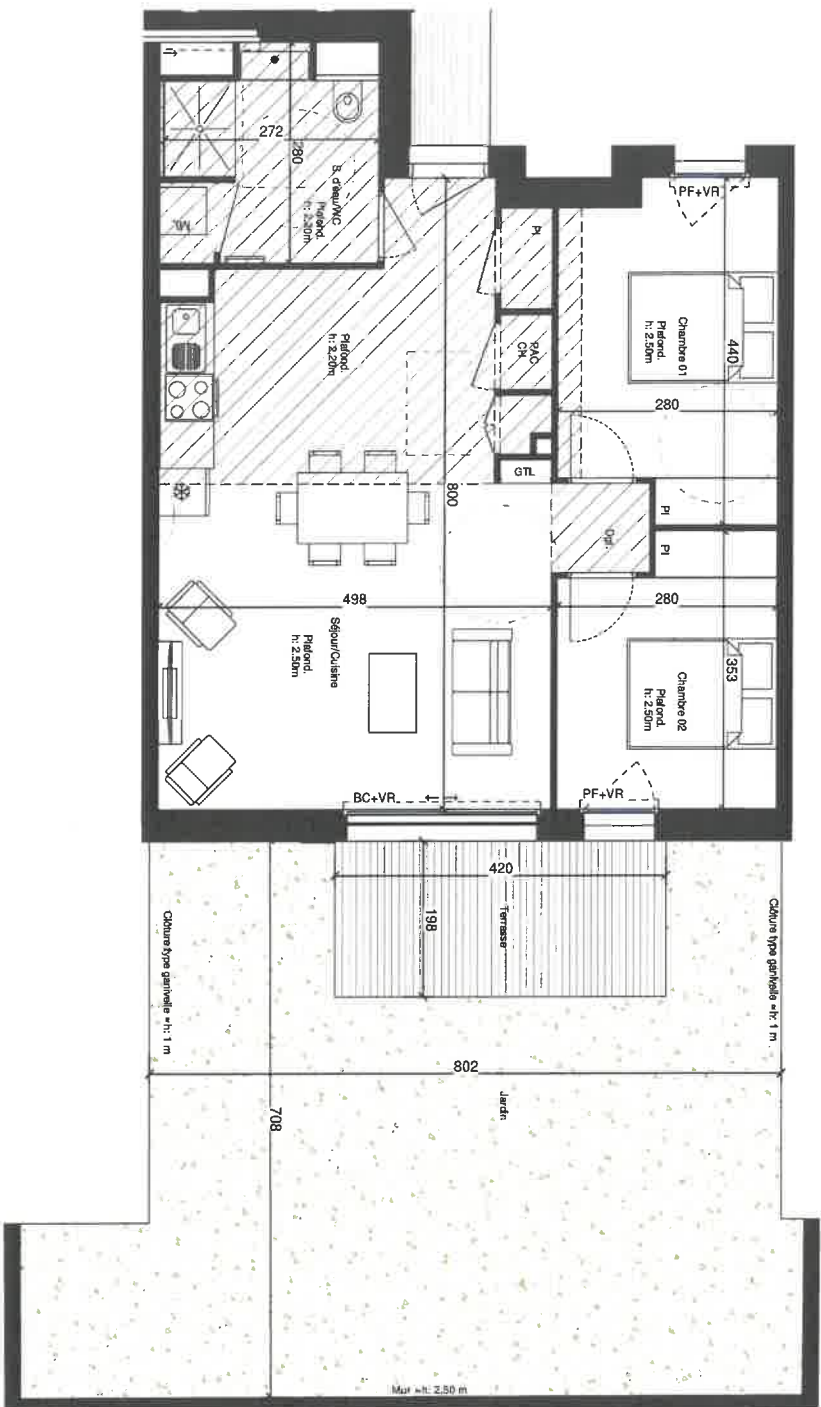 272
280
B. d'eau/WC
Plafond.
h: 2.20m
ML
Plafond.
h: 2.20m
Pl
PAC
CH.
GTL
PF+VR
Chambre 01
Plafond.
h: 2.50m
440
280
Pl
Pl
Dgt.
800
498
Séjour/Cuisine
Plafond.
h: 2.50m
280
353
Chambre 02
Plafond.
h: 2.50m
BC+VR
PF+VR
420
198
Terrasse
Clôture type ganivelle ≈h: 1 m
Clôture type ganivelle ≈h: 1 m
802
708
Jardin
Mur ≈h: 2.50 m